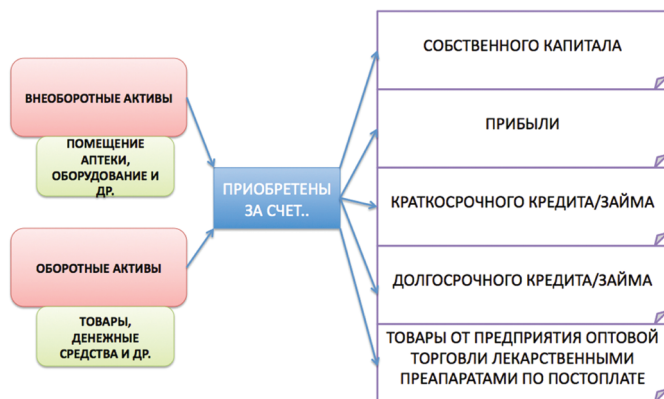 ВНЕОБОРОТНЫЕ АКТИВЫ
ПОМЕЩЕНИЕ
АПТЕКИ,
ОБОРУДОВАНИЕ И
ДР.
ОБОРОТНЫЕ АКТИВЫ
ТОВАРЫ,
ДЕНЕЖНЫЕ
СРЕДСТВА И ДР.
ПРИОБРЕТЕНЫ
ЗА СЧЕТ..
СОБСТВЕННОГО КАПИТАЛА
ПРИБЫЛИ
КРАТКОСРОЧНОГО КРЕДИТА/ЗАЙМА
ДОЛГОСРОЧНОГО КРЕДИТА/ЗАЙМА
ТОВАРЫ ОТ ПРЕДПРИЯТИЯ ОПТОВОЙ
ТОРГОВЛИ ЛЕКАРСТВЕННЫМИ
ПРЕАПАРАТАМИ ПО ПОСТОПЛАТЕ